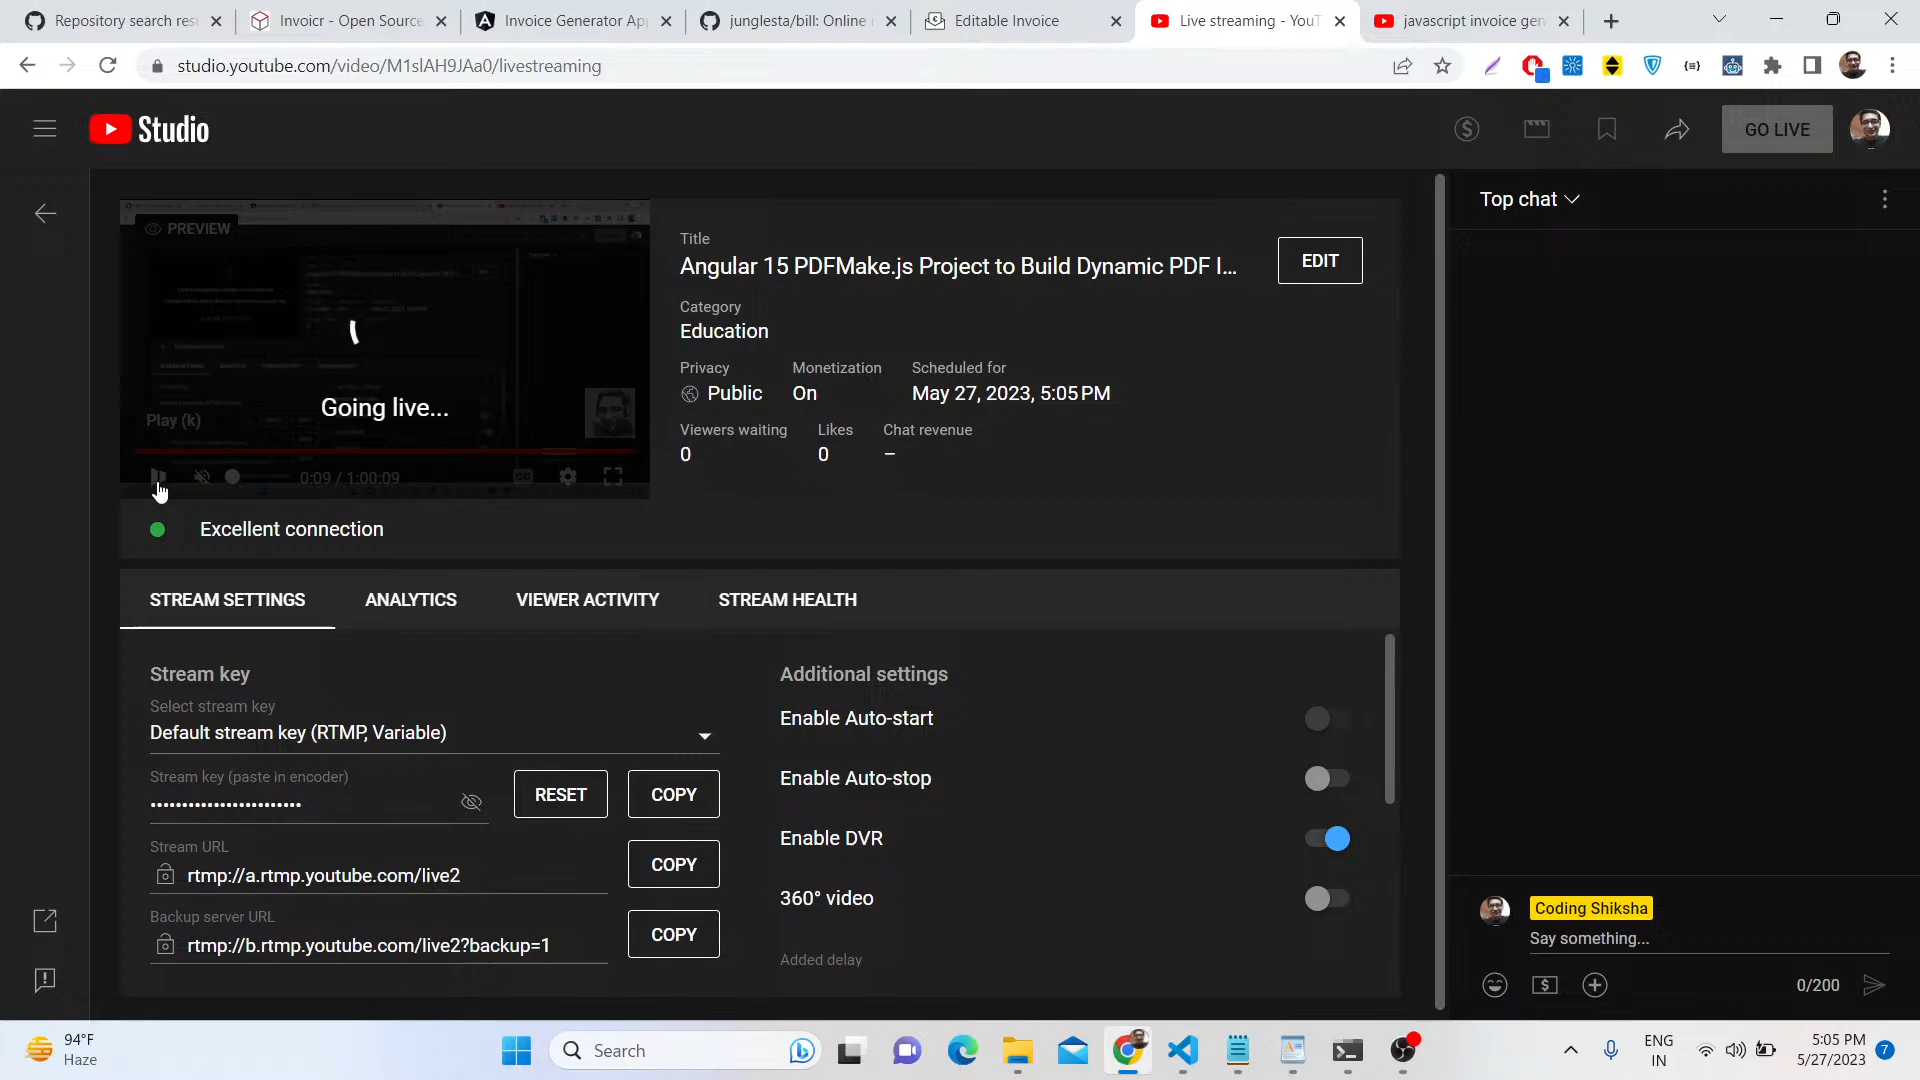 Repository search res
Invoicr - Open Source
Invoice Generator Ap
junglesta/bill: Online i
Editable Invoice
Live streaming - YouT
javascript invoice gen
studio.youtube.com/video/M1slAH9JAa0/livestreaming
Studio
GO LIVE
PREVIEW
Going live...
Play (k)
0:09 / 1:00:09
Title
Angular 15 PDFMake.js Project to Build Dynamic PDF I...
EDIT
Category
Education
Privacy
Monetization
Scheduled for
Public
On
May 27, 2023, 5:05 PM
Viewers waiting
Likes
Chat revenue
0
0
–
Excellent connection
STREAM SETTINGS
ANALYTICS
VIEWER ACTIVITY
STREAM HEALTH
Stream key
Select stream key
Default stream key (RTMP, Variable)
Stream key (paste in encoder)
••••••••••••••••••••••••
RESET
COPY
Stream URL
rtmp://a.rtmp.youtube.com/live2
COPY
Backup server URL
rtmp://b.rtmp.youtube.com/live2?backup=1
COPY
Additional settings
Enable Auto-start
Enable Auto-stop
Enable DVR
360° video
Added delay
Top chat
Coding Shiksha
Say something...
0/200
94°F
Haze
Search
ENG
IN
5:05 PM
5/27/2023
7